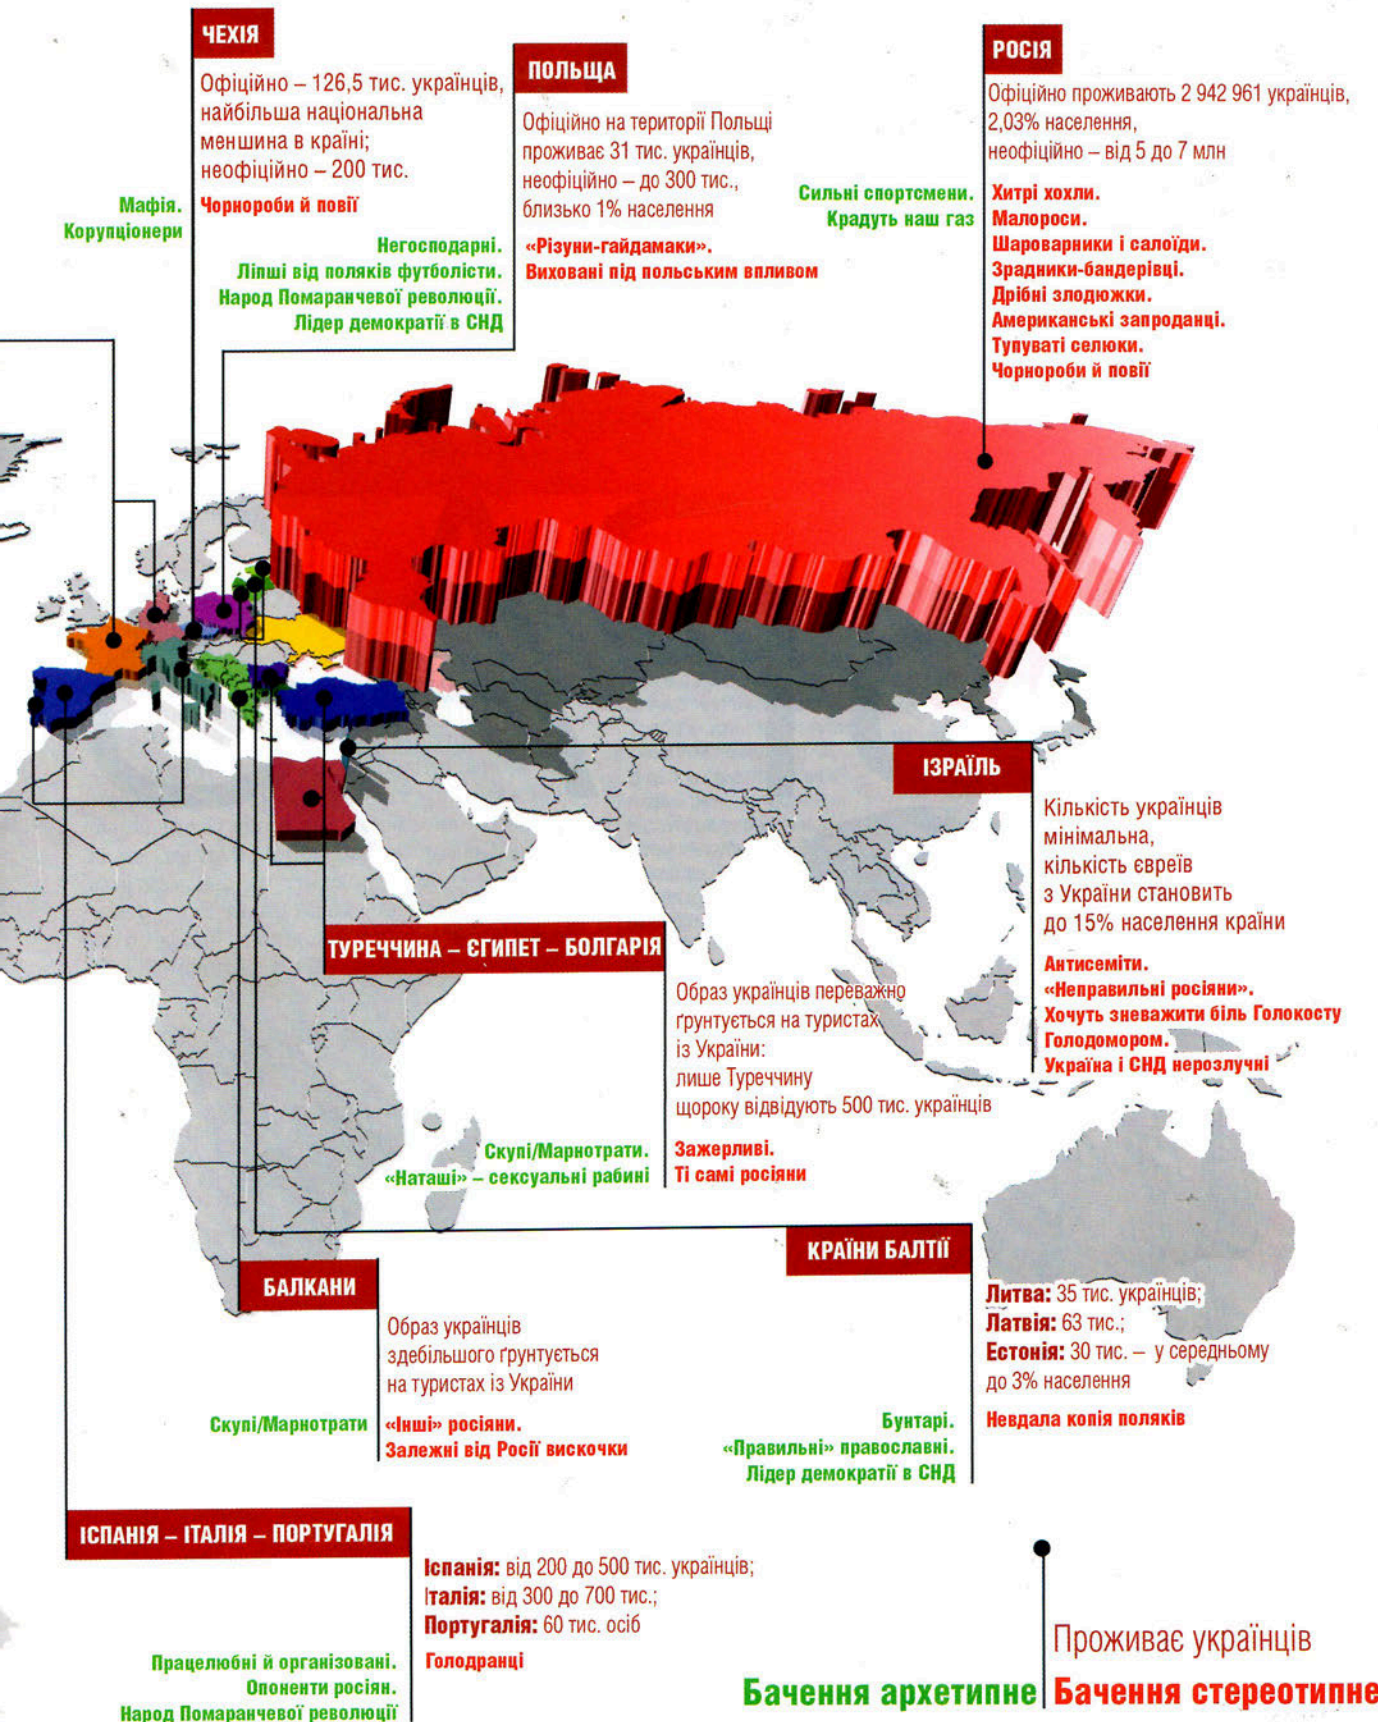 ЧЕХІЯ
Офіційно – 126,5 тис. українців,
найбільша національна
меншина в країні;
неофіційно – 200 тис.
Мафія.
Корупціонери
Чорнороби й повії
ПОЛЬЩА
Офіційно на території Польщі
проживає 31 тис. українців,
неофіційно – до 300 тис.,
близько 1% населення
Негосподарні.
Ліпші від поляків футболісти.
Народ Помаранчевої революції.
Лідер демократії в СНД
«Різуни-гайдамаки».
Виховані під польським впливом
РОСІЯ
Офіційно проживають 2 942 961 українців,
2,03% населення,
неофіційно – від 5 до 7 млн
Сильні спортсмени.
Крадуть наш газ
Хитрі хохли.
Малороси.
Шароварники і салоїди.
Зрадники-бандерівці.
Дрібні злодюжки.
Американські запроданці.
Тупуваті селюки.
Чорнороби й повії
ІЗРАЇЛЬ
Кількість українців
мінімальна,
кількість євреїв
з України становить
до 15% населення країни
Антисеміти.
«Неправильні росіяни».
Хочуть зневажити біль Голокосту
Голодомором.
Україна і СНД нерозлучні
ТУРЕЧЧИНА – ЄГИПЕТ – БОЛГАРІЯ
Образ українців переважно
ґрунтується на туристах
із України:
лише Туреччину
щороку відвідують 500 тис. українців
Скупі/Марнотрати.
«Наташі» – сексуальні рабині
Зажерливі.
Ті самі росіяни
КРАЇНИ БАЛТІЇ
Литва: 35 тис. українців;
Латвія: 63 тис.;
Естонія: 30 тис. – у середньому
до 3% населення
Бунтарі.
«Правильні» православні.
Лідер демократії в СНД
Невдала копія поляків
БАЛКАНИ
Образ українців
здебільшого ґрунтується
на туристах із України
Скупі/Марнотрати
«Інші» росіяни.
Залежні від Росії вискочки
ІСПАНІЯ – ІТАЛІЯ – ПОРТУГАЛІЯ
Іспанія: від 200 до 500 тис. українців;
Італія: від 300 до 700 тис.;
Португалія: 60 тис. осіб
Працелюбні й організовані.
Опоненти росіян.
Народ Помаранчевої революції
Голодранці
Проживає українців
Бачення архетипне
Бачення стереотипне